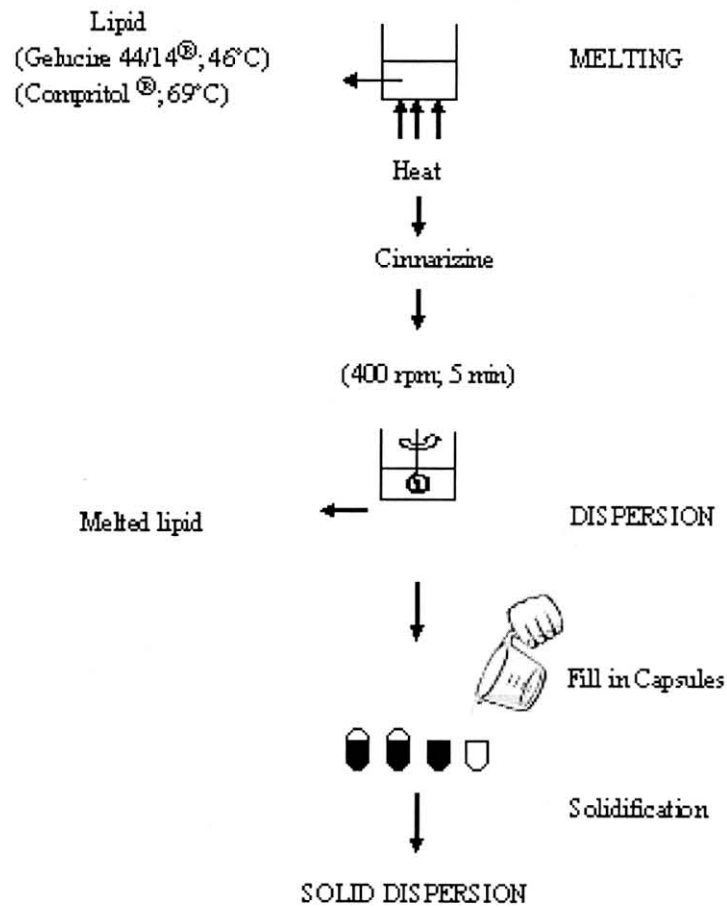 Lipid
(Gelucire 44/14®; 46°C)
(Compritol ®; 69°C)
MELTING
Heat
Cinnarizine
(400 rpm; 5 min)
Melted lipid
DISPERSION
Fill in Capsules
Solidification
SOLID DISPERSION